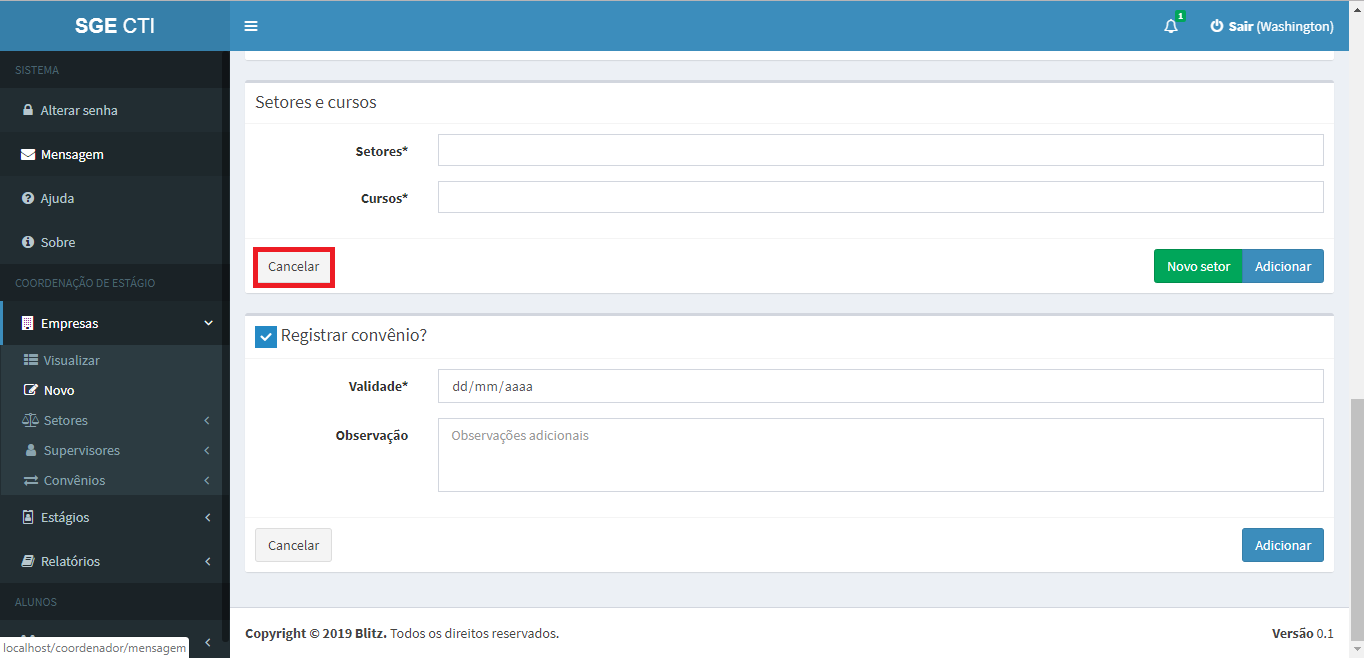 SGE CTI
1
Sair (Washington)
SISTEMA
Alterar senha
Mensagem
Ajuda
Sobre
COORDENAÇÃO DE ESTÁGIO
Empresas
Visualizar
Novo
Setores
Supervisores
Convênios
Estágios
Relatórios
ALUNOS
localhost/coordenador/mensagem
Setores e cursos
Setores*
Cursos*
Cancelar
Novo setor
Adicionar
Registrar convênio?
Validade*
dd/mm/aaaa
Observação
Observações adicionais
Cancelar
Adicionar
Copyright © 2019 Blitz. Todos os direitos reservados.
Versão 0.1